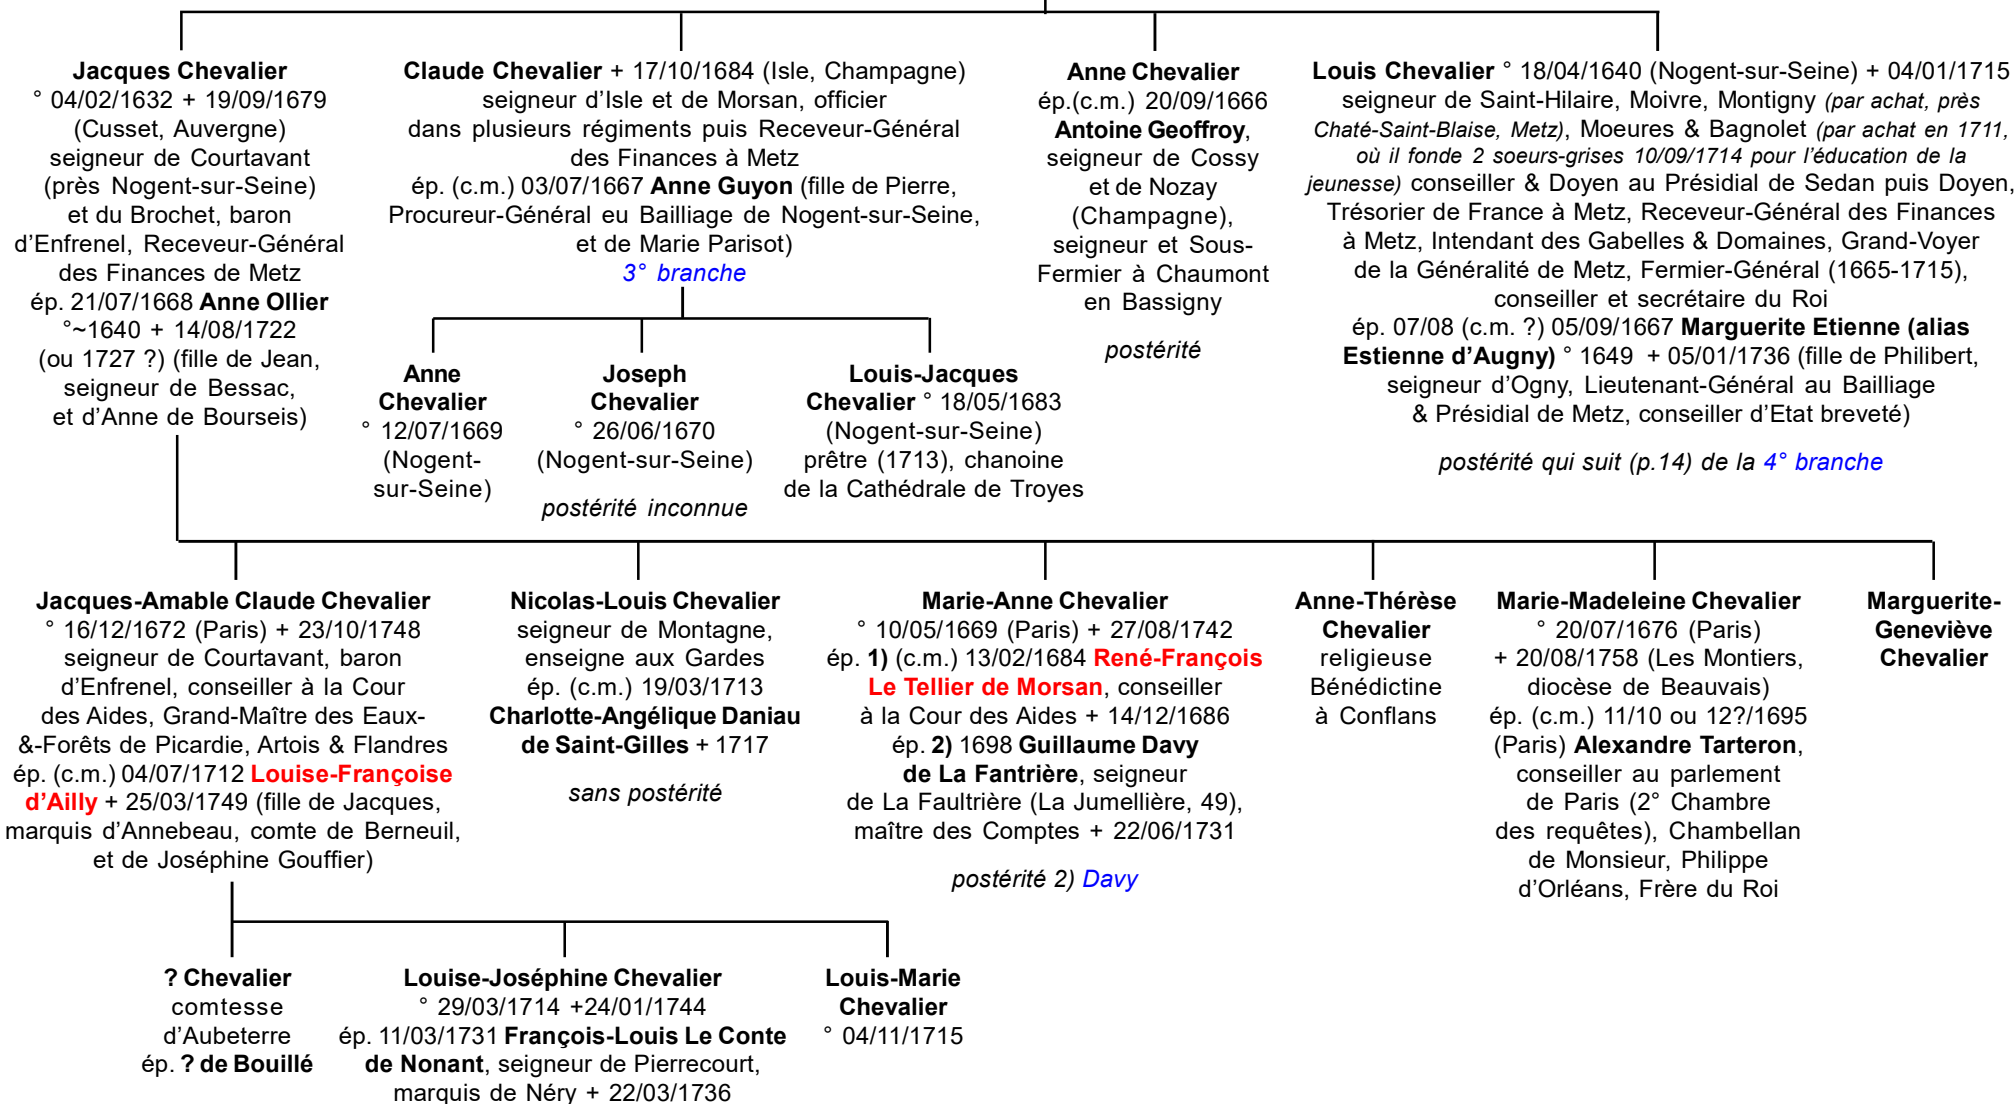 Jacques Chevalier
° 04/02/1632 + 19/09/1679
(Cusset, Auvergne)
seigneur de Courtavant
(près Nogent-sur-Seine)
et du Brochet, baron
d'Enfrenel, Receveur-Général
des Finances de Metz
ép. 21/07/1668 Anne Ollier
°~1640 + 14/08/1722
(ou 1727 ?) (fille de Jean,
seigneur de Bessac,
et d'Anne de Bourseis)
Claude Chevalier + 17/10/1684 (Isle, Champagne)
seigneur d'Isle et de Morsan, officier
dans plusieurs régiments puis Receveur-Général
des Finances à Metz
ép. (c.m.) 03/07/1667 Anne Guyon (fille de Pierre,
Procureur-Général eu Bailliage de Nogent-sur-Seine,
et de Marie Parisot)
3° branche
Anne Chevalier
ép.(c.m.) 20/09/1666
Antoine Geoffroy,
seigneur de Cossy
et de Nozay
(Champagne),
seigneur et Sous-
Fermier à Chaumont
en Bassigny
postérité
Louis Chevalier ° 18/04/1640 (Nogent-sur-Seine) + 04/01/1715
seigneur de Saint-Hilaire, Moivre, Montigny (par achat, près
Chaté-Saint-Blaise, Metz), Moeures & Bagnolet (par achat en 1711,
où il fonde 2 soeurs-grises 10/09/1714 pour l'éducation de la
jeunesse) conseiller & Doyen au Présidial de Sedan puis Doyen,
Trésorier de France à Metz, Receveur-Général des Finances
à Metz, Intendant des Gabelles & Domaines, Grand-Voyer
de la Généralité de Metz, Fermier-Général (1665-1715),
conseiller et secrétaire du Roi
ép. 07/08 (c.m. ?) 05/09/1667 Marguerite Etienne (alias
Estienne d'Augny) ° 1649 + 05/01/1736 (fille de Philibert,
seigneur d'Ogny, Lieutenant-Général au Bailliage
& Présidial de Metz, conseiller d'Etat breveté)
postérité qui suit (p.14) de la 4° branche
Anne
Chevalier
° 12/07/1669
(Nogent-
sur-Seine)
Joseph
Chevalier
° 26/06/1670
(Nogent-sur-Seine)
postérité inconnue
Louis-Jacques
Chevalier ° 18/05/1683
(Nogent-sur-Seine)
prêtre (1713), chanoine
de la Cathédrale de Troyes
Jacques-Amable Claude Chevalier
° 16/12/1672 (Paris) + 23/10/1748
seigneur de Courtavant, baron
d'Enfrenel, conseiller à la Cour
des Aides, Grand-Maître des Eaux-
&-Forêts de Picardie, Artois & Flandres
ép. (c.m.) 04/07/1712 Louise-Françoise
d'Ailly + 25/03/1749 (fille de Jacques,
marquis d'Annebeau, comte de Berneuil,
et de Joséphine Gouffier)
Nicolas-Louis Chevalier
seigneur de Montagne,
enseigne aux Gardes
ép. (c.m.) 19/03/1713
Charlotte-Angélique Daniau
de Saint-Gilles + 1717
sans postérité
Marie-Anne Chevalier
° 10/05/1669 (Paris) + 27/08/1742
ép. 1) (c.m.) 13/02/1684 René-François
Le Tellier de Morsan, conseiller
à la Cour des Aides + 14/12/1686
ép. 2) 1698 Guillaume Davy
de La Fantrière, seigneur
de La Faultrière (La Jumellière, 49),
maître des Comptes + 22/06/1731
postérité 2) Davy
Anne-Thérèse
Chevalier
religieuse
Bénédictine
à Conflans
Marie-Madeleine Chevalier
° 20/07/1676 (Paris)
+ 20/08/1758 (Les Montiers,
diocèse de Beauvais)
ép. (c.m.) 11/10 ou 12?/1695
(Paris) Alexandre Tarteron,
conseiller au parlement
de Paris (2° Chambre
des requêtes), Chambellan
de Monsieur, Philippe
d'Orléans, Frère du Roi
Marguerite-
Geneviève
Chevalier
? Chevalier
comtesse
d'Aubeterre
ép. ? de Bouillé
Louise-Joséphine Chevalier
° 29/03/1714 +24/01/1744
ép. 11/03/1731 François-Louis Le Conte
de Nonant, seigneur de Pierrecourt,
marquis de Néry + 22/03/1736
Louis-Marie
Chevalier
° 04/11/1715